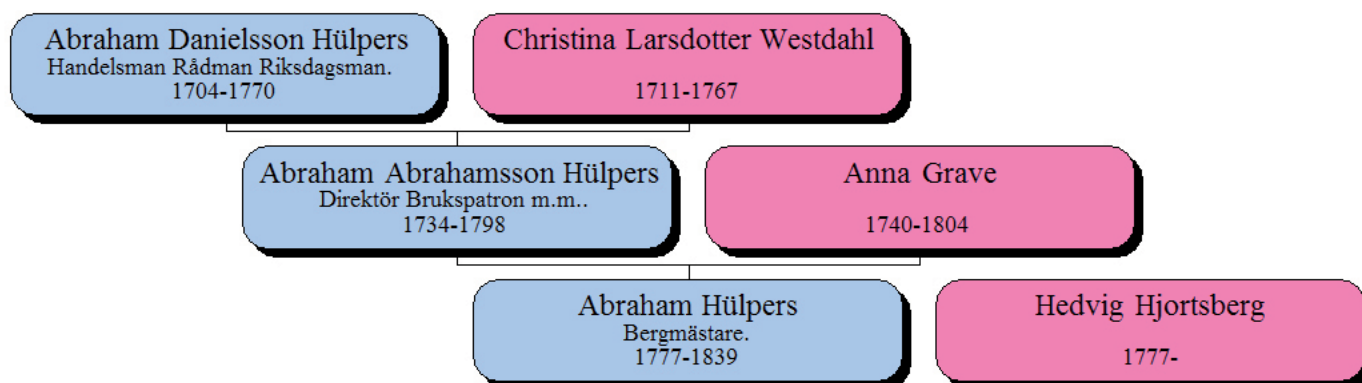 Abraham Danielsson Hülpers
Handelsman Rådman Riksdagsman.
1704-1770
Christina Larsdotter Westdahl
1711-1767
Abraham Abrahamsson Hülpers
Direktör Brukspatron m.m..
1734-1798
Anna Grave
1740-1804
Abraham Hülpers
Bergmästare.
1777-1839
Hedvig Hjortsberg
1777-